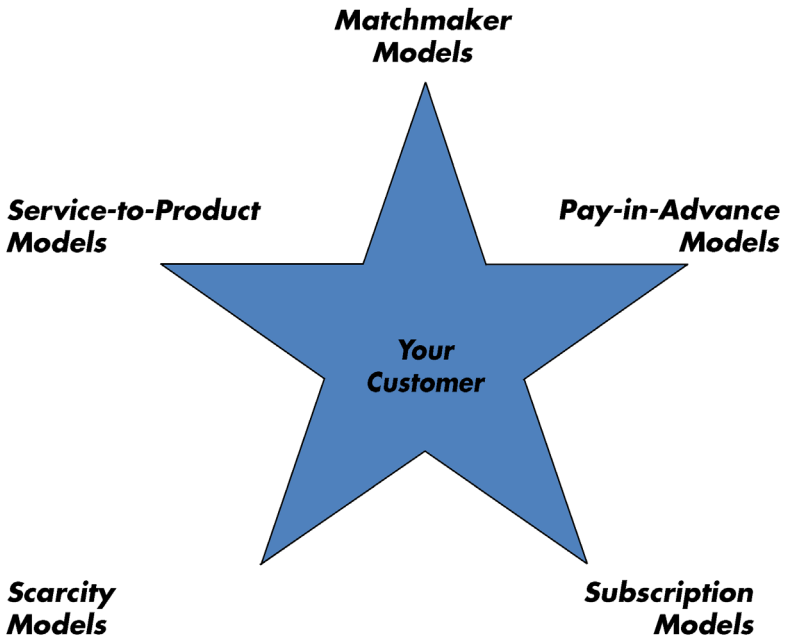 Matchmaker
Models
Service-to-Product
Models
Pay-in-Advance
Models
Your
Customer
Scarcity
Models
Subscription
Models